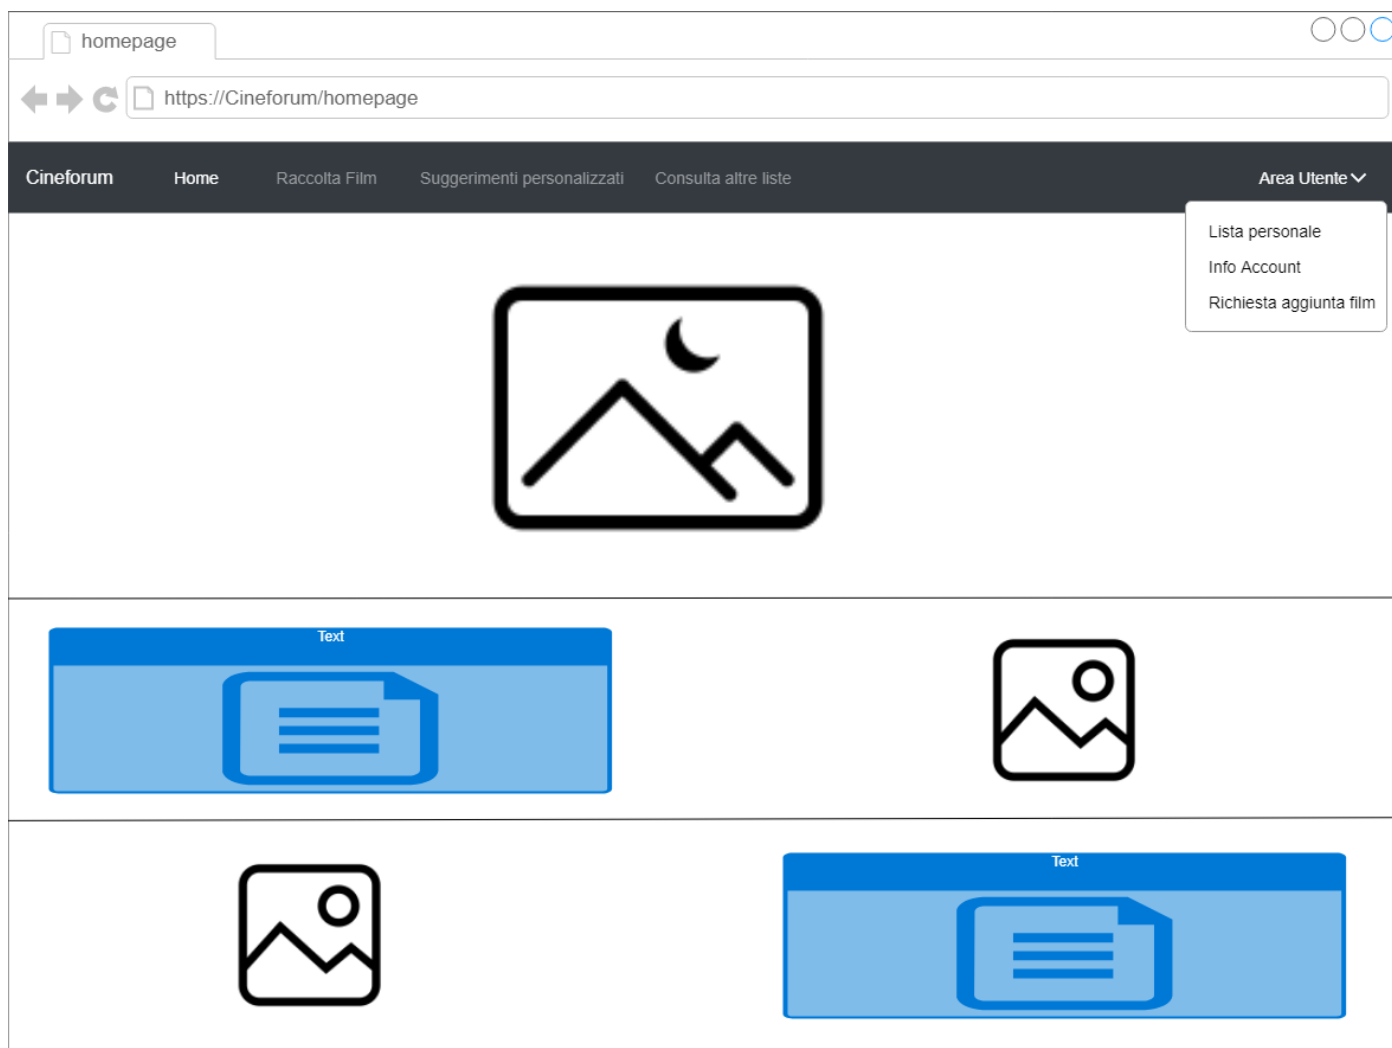 homepage
https://Cineforum/homepage
Cineforum Home Raccolta Film Suggerimenti personalizzati Consulta altre liste Area Utente
Lista personale
Info Account
Richiesta aggiunta film
Text
Text